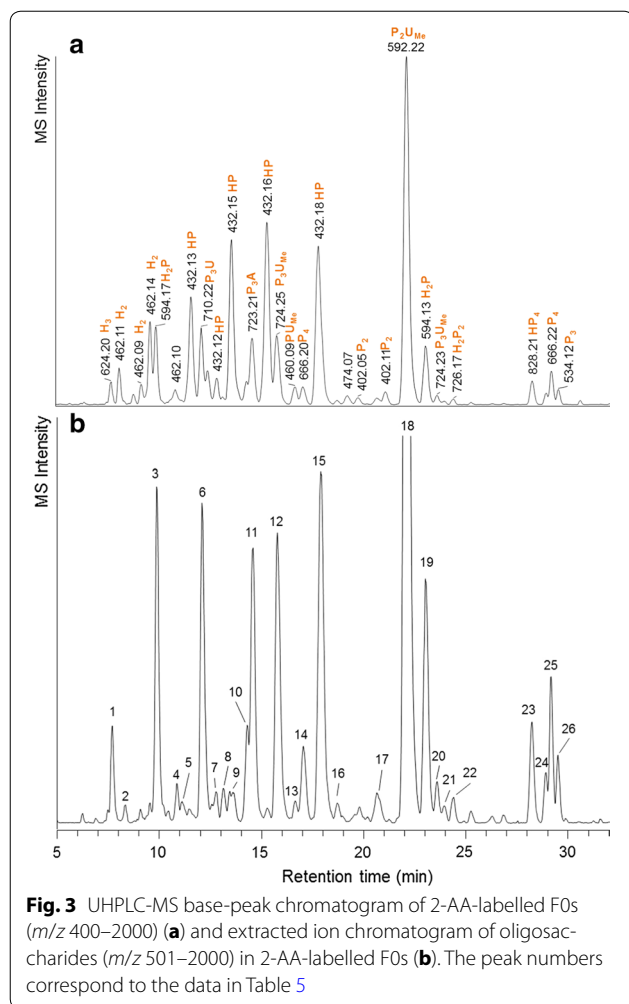 a
MS Intensity
P2UMe
592.22
624.20 H3
462.11 H2
462.09 H2
462.14 H2
594.17 H2P
462.10
432.13 HP
710.22 P3U
432.12 HP
432.15 HP
723.21 P3A
432.16 HP
724.25 P3UMe
460.09 PUMe
666.20 P4
432.18 HP
474.07
402.05 P2
402.11 P2
594.13 H2P
724.23 P3UMe
726.17 H2P2
828.21 HP4
666.22 P4
534.12 P3
b
MS Intensity
1
2
3
4
5
6
7
8
9
10
11
12
13
14
15
16
17
18
19
20
21
22
23
24
25
26
5 10 15 20 25 30
Retention time (min)
Fig. 3 UHPLC-MS base-peak chromatogram of 2-AA-labelled F0s
(m/z 400–2000) (a) and extracted ion chromatogram of oligosac-
charides (m/z 501–2000) in 2-AA-labelled F0s (b). The peak numbers
correspond to the data in Table 5